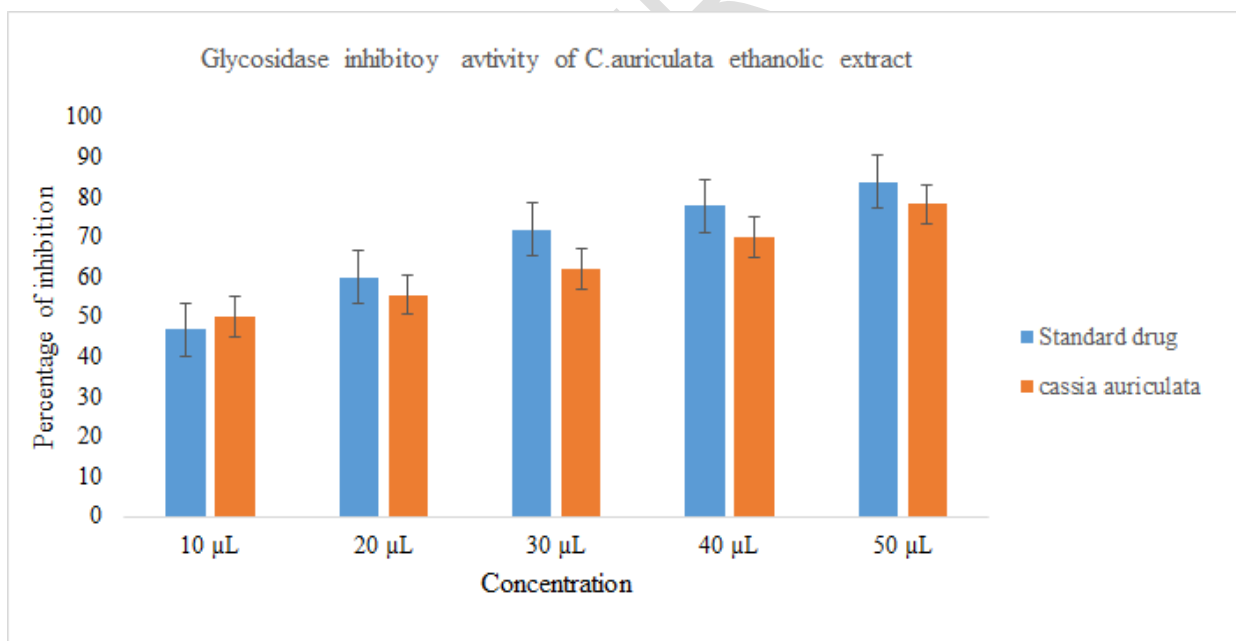 Glycosidase inhibitoy avtivity of C.auriculata ethanolic extract
100
90
80
70
60
50
40
30
20
10
0
Percentage of inhibition
10 µL 20 µL 30 µL 40 µL 50 µL
Concentration
Standard drug
cassia auriculata